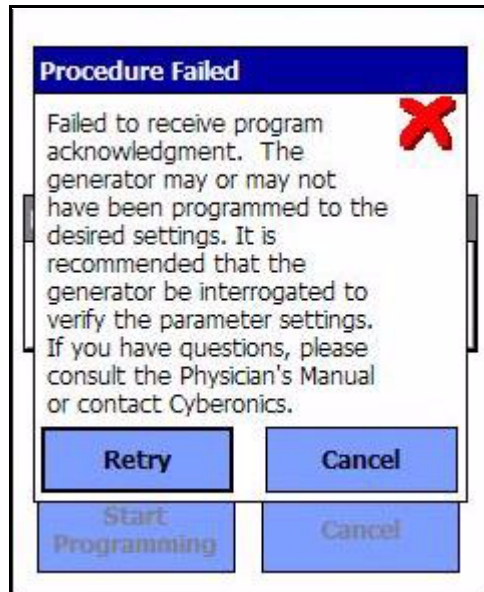 Procedure Failed
Failed to receive program
acknowledgment.  The
generator may or may not
have been programmed to the
desired settings. It is
recommended that the
generator be interrogated to
verify the parameter settings.
If you have questions, please
consult the Physician's Manual
or contact Cyberonics.
Retry
Cancel
Start
Programming
Cancel